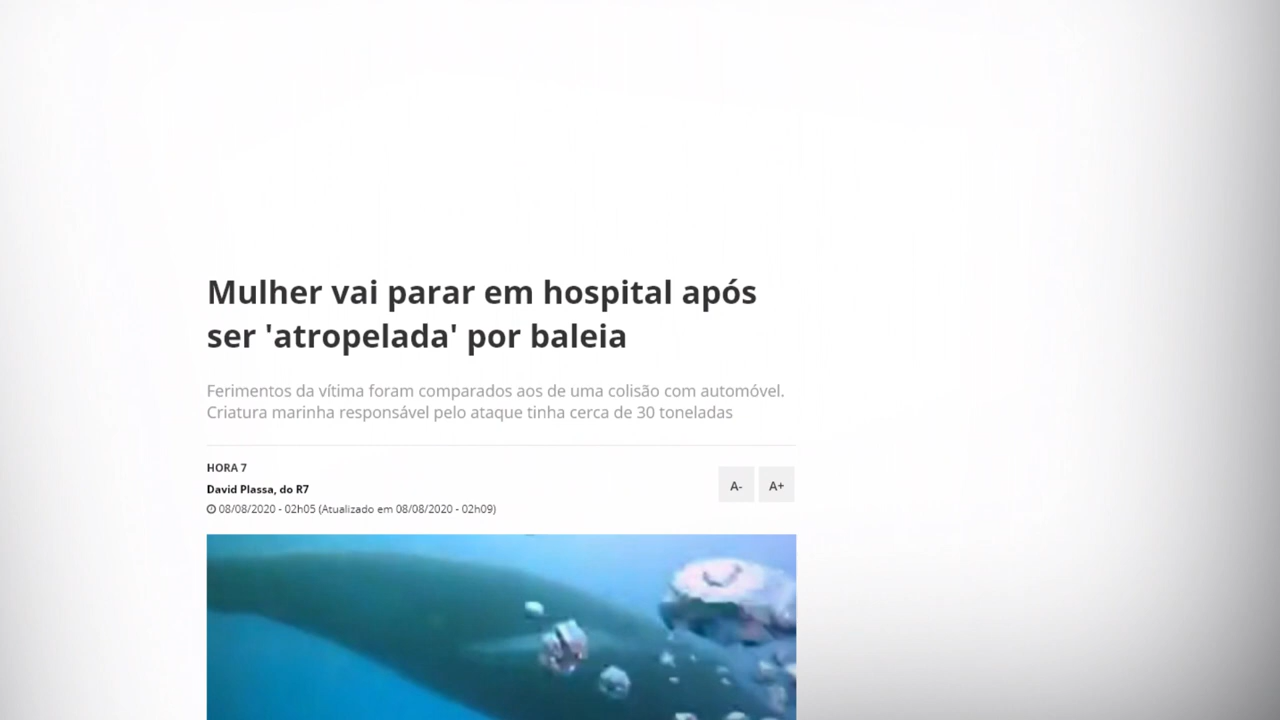 Mulher vai parar em hospital após
ser 'atropelada' por baleia
Ferimentos da vítima foram comparados aos de uma colisão com automóvel.
Criatura marinha responsável pelo ataque tinha cerca de 30 toneladas
HORA 7
David Plassa, do R7
08/08/2020 - 02h05 (Atualizado em 08/08/2020 - 02h09)
A- A+